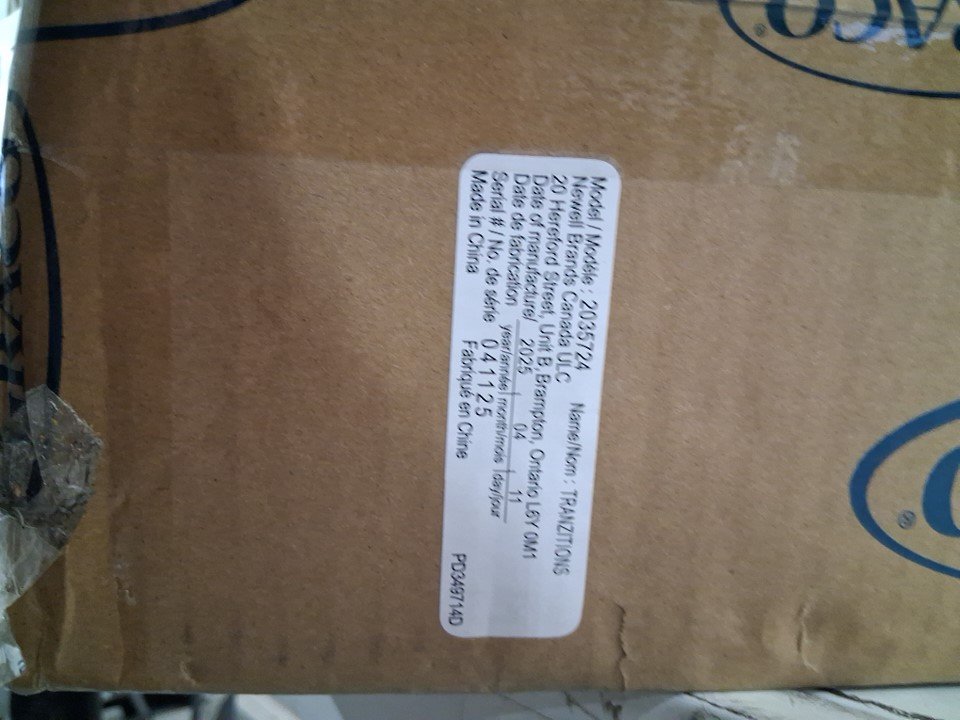 Model / Modèle : 2035724 Name/Nom : TRANZITIONS
Newell Brands Canada ULC
20 Hereford Street, Unit B, Brampton, Ontario L6Y 0M1
Date of manufacture/ 2025 | 04 | 11
Date de fabrication year/année| month/mois |day/jour
Serial # / No. de série 041125
Made in China Fabriqué en Chine PD349714D